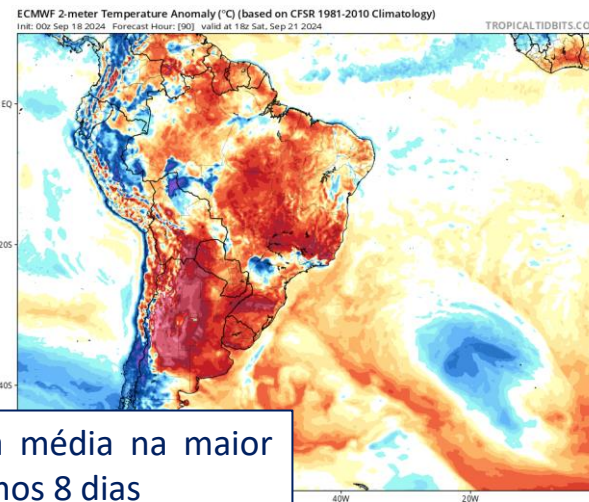 ECMWF 2-meter Temperature Anomaly (°C) (based on CFSR 1981-2010 Climatology)
Init: 00z Sep 18 2024 Forecast Hour: [90] valid at 18z Sat, Sep 21 2024 TROPICALTIDBITS.CO
EQ
20S
40S
média na maior
8 dias
40W 20W